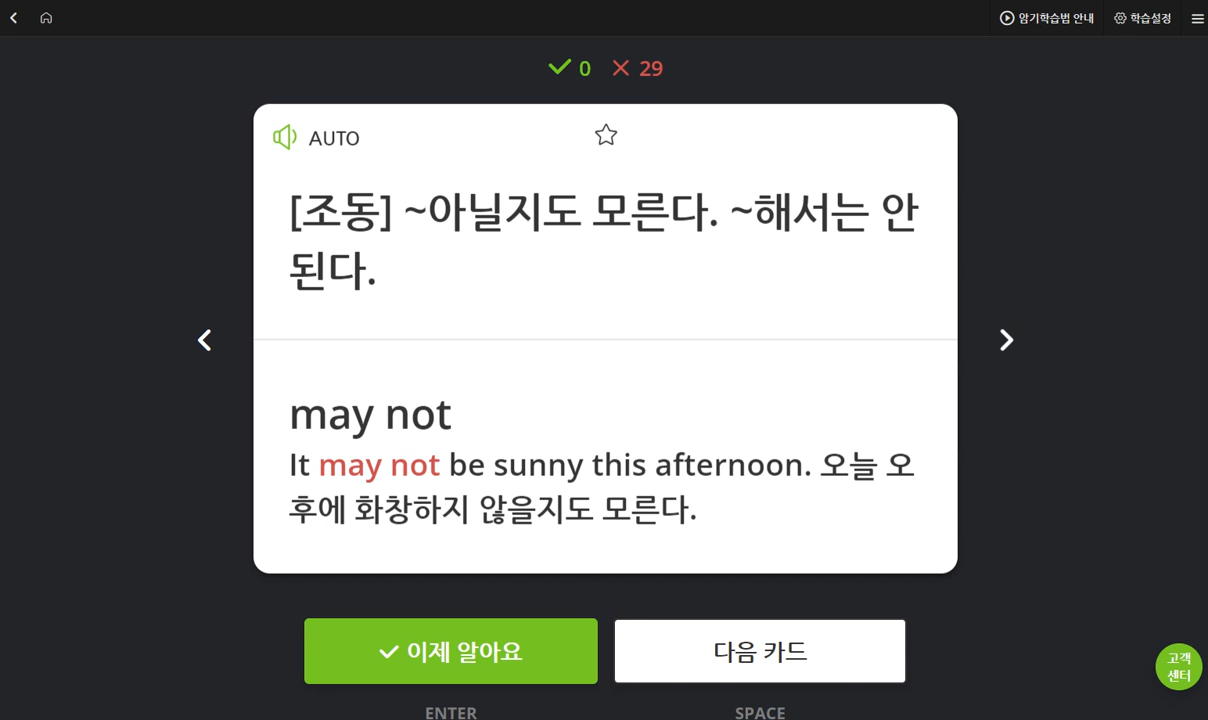 암기학습법 안내
학습설정
0
29
AUTO
[조동] ~아닐지도 모른다. ~해서는 안
된다.
may not
It may not be sunny this afternoon. 오늘 오
후에 화창하지 않을지도 모른다.
이제 알아요
다음 카드
고객
센터
ENTER
SPACE